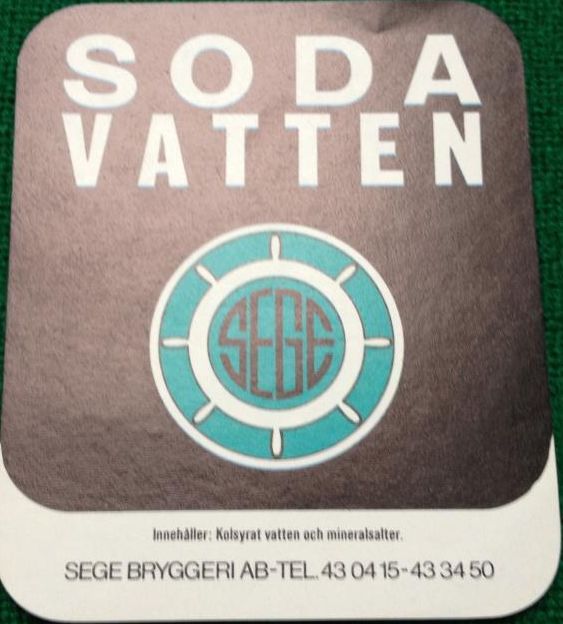 SODA
VATTEN
SEGE
Innehåller: Kolsyrat vatten och mineralsalter.
SEGE BRYGGERI AB-TEL. 43 04 15-43 34 50